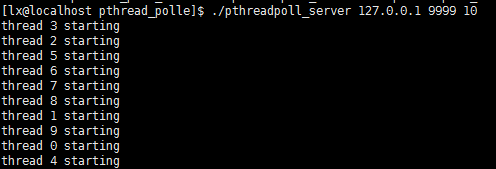 [lx@localhost pthread_polle]$ ./pthreadpoll_server 127.0.0.1 9999 10
thread 3 starting
thread 2 starting
thread 5 starting
thread 6 starting
thread 7 starting
thread 8 starting
thread 1 starting
thread 9 starting
thread 0 starting
thread 4 starting